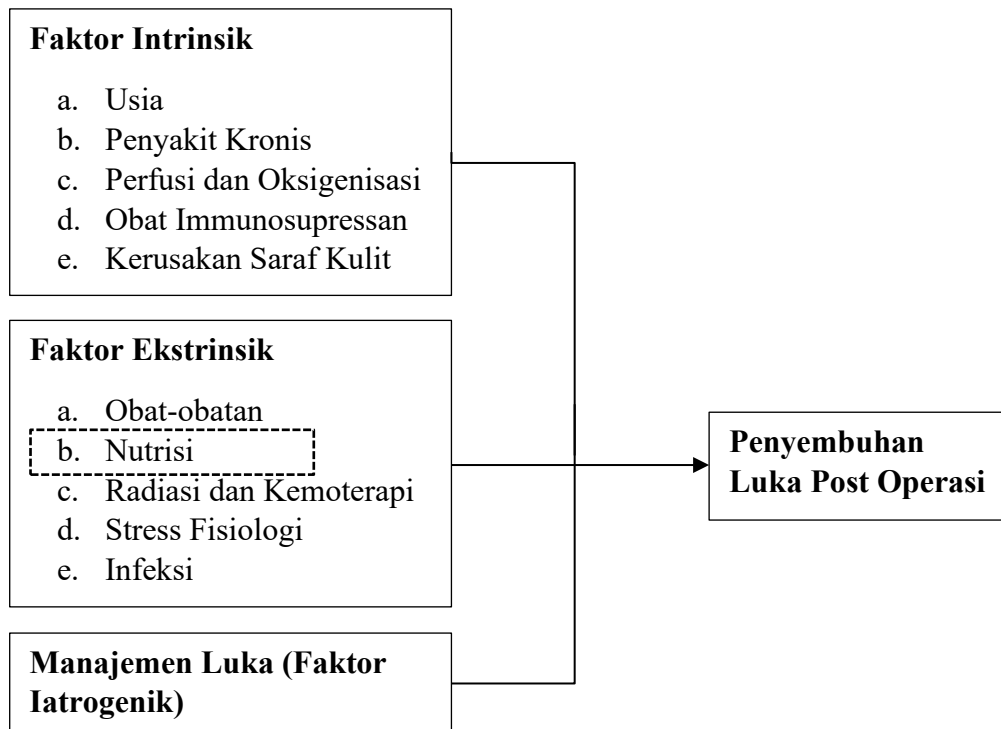 Faktor Intrinsik
a. Usia
b. Penyakit Kronis
c. Perfusi dan Oksigenisasi
d. Obat Immunosupressan
e. Kerusakan Saraf Kulit
Faktor Ekstrinsik
a. Obat-obatan
b. Nutrisi
c. Radiasi dan Kemoterapi
d. Stress Fisiologi
e. Infeksi
Manajemen Luka (Faktor
Iatrogenik)
Penyembuhan
Luka Post Operasi